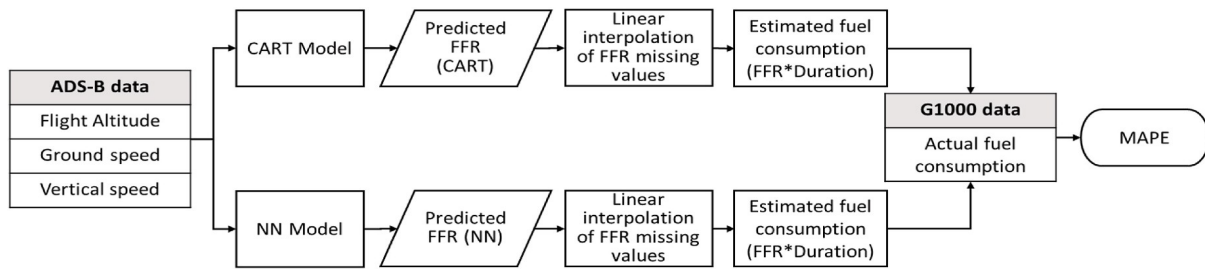 ADS-B data
Flight Altitude
Ground speed
Vertical speed
CART Model
Predicted
FFR
(CART)
Linear
interpolation
of FFR missing
values
Estimated fuel
consumption
(FFR*Duration)
NN Model
Predicted
FFR (NN)
Linear
interpolation
of FFR missing
values
Estimated fuel
consumption
(FFR*Duration)
G1000 data
Actual fuel
consumption
MAPE